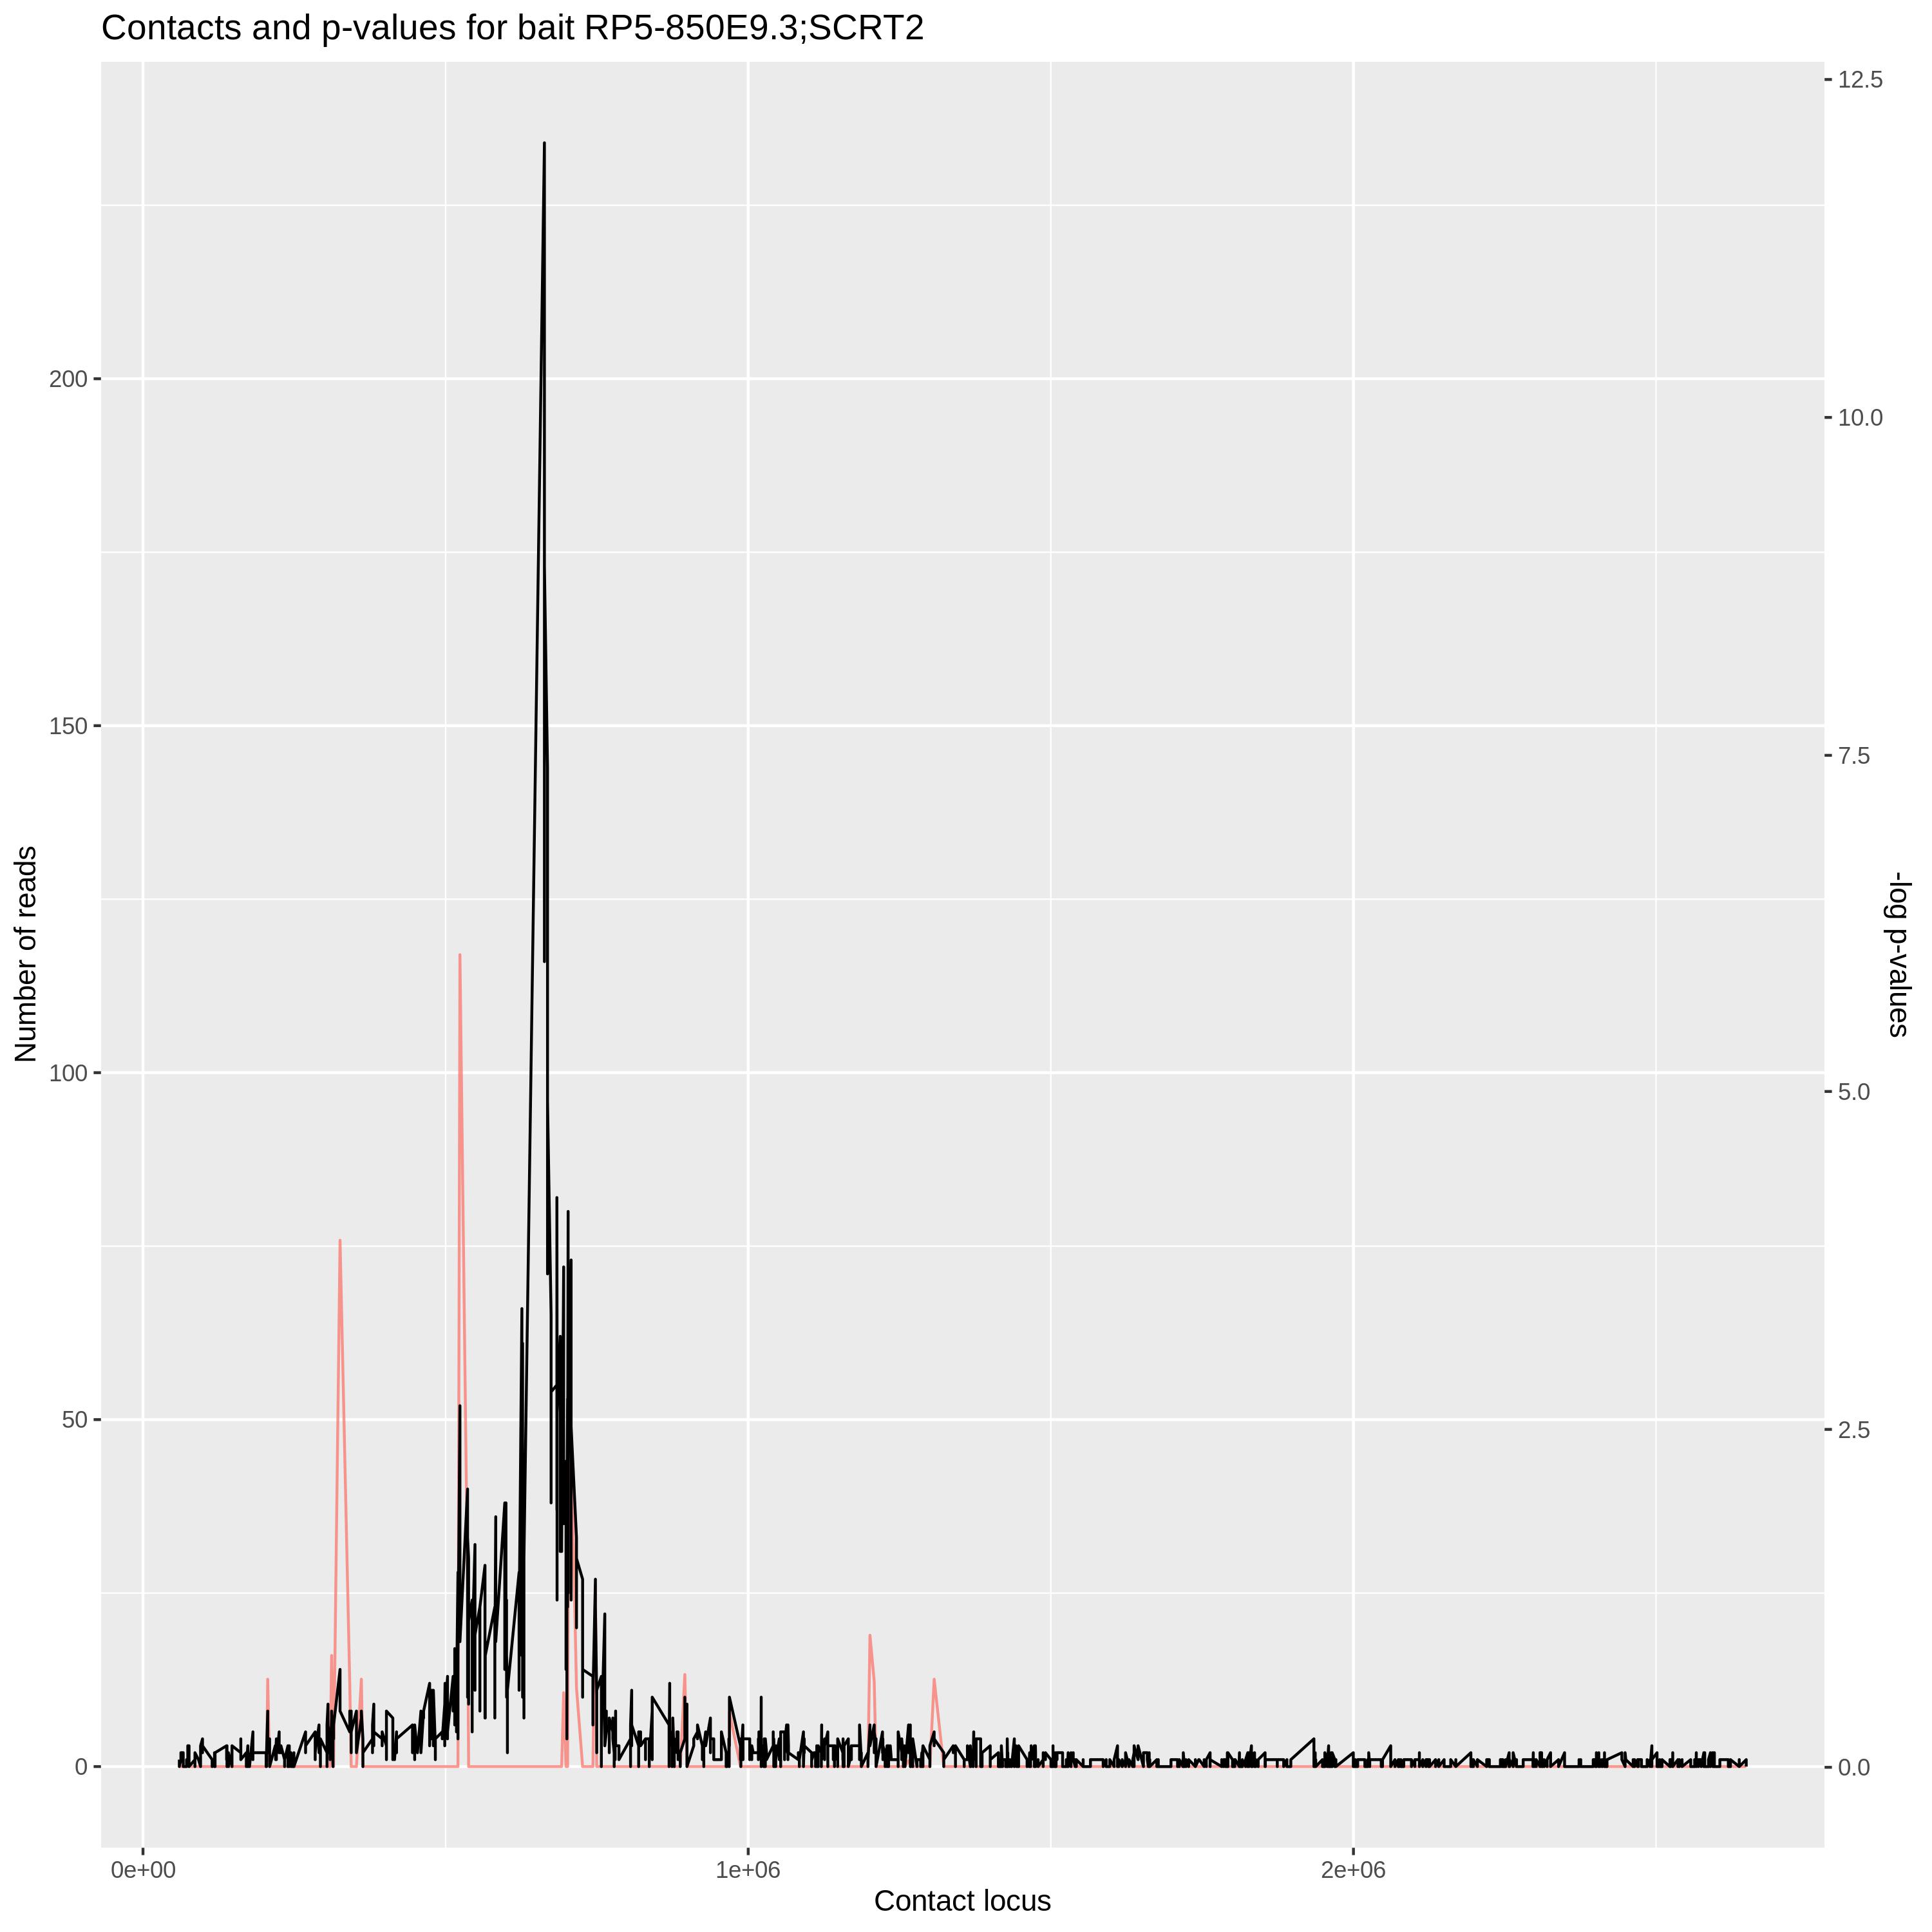 Contacts and p-values for bait RP5-850E9.3;SCRT2
12.5
10.0
7.5
5.0
2.5
0.0
200
150
100
50
0
Number of reads
-log p-values
0e+00 1e+06 2e+06
Contact locus